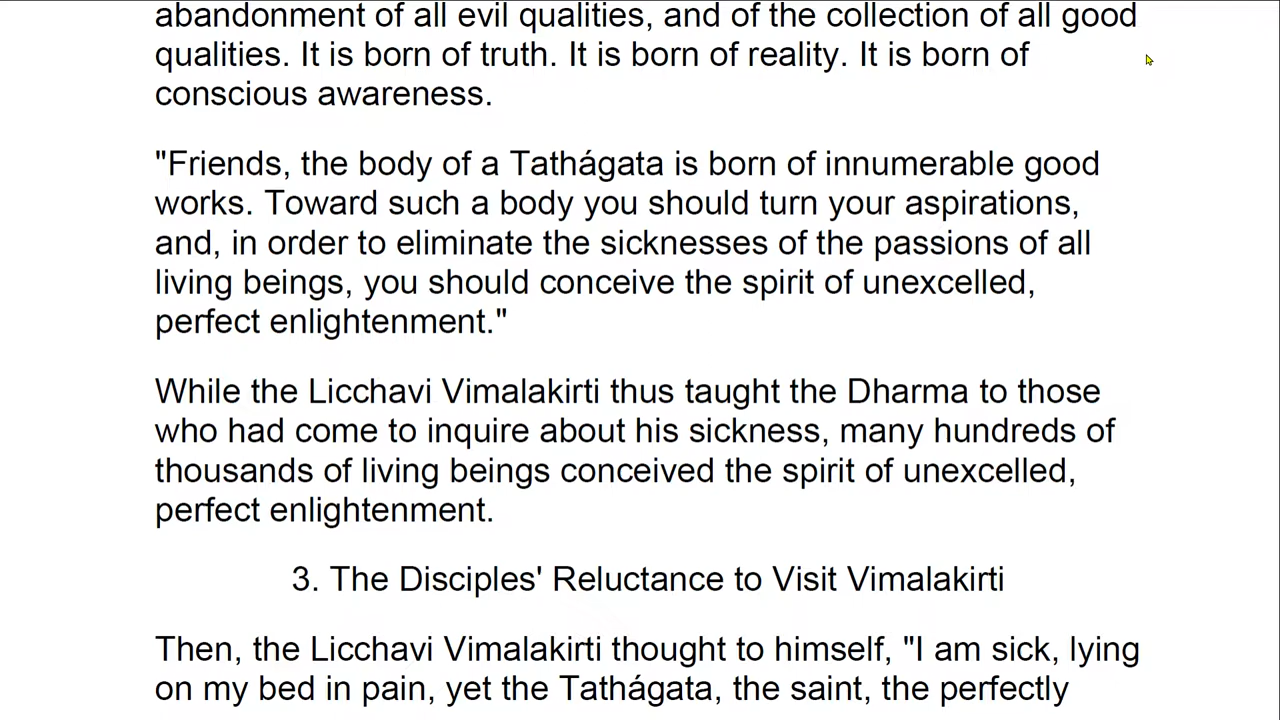 abandonment of all evil qualities, and of the collection of all good
qualities. It is born of truth. It is born of reality. It is born of
conscious awareness.
"Friends, the body of a Tathágata is born of innumerable good
works. Toward such a body you should turn your aspirations,
and, in order to eliminate the sicknesses of the passions of all
living beings, you should conceive the spirit of unexcelled,
perfect enlightenment."
While the Licchavi Vimalakirti thus taught the Dharma to those
who had come to inquire about his sickness, many hundreds of
thousands of living beings conceived the spirit of unexcelled,
perfect enlightenment.
3. The Disciples' Reluctance to Visit Vimalakirti
Then, the Licchavi Vimalakirti thought to himself, "I am sick, lying
on my bed in pain, yet the Tathágata, the saint, the perfectly